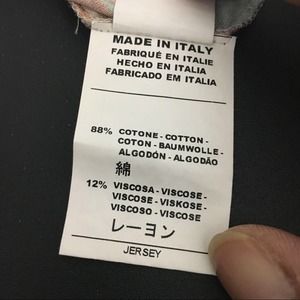 MADE IN ITALY
FABRIQUÉ EN ITALIE
HECHO EN ITALIA
FABRICADO EM ITALIA
88% COTONE - COTTON -
COTON - BAUMWOLLE -
ALGODÓN - ALGODÃO
綿
12% VISCOSA - VISCOSE -
VISCOSE - VISKOSE -
VISCOSO - VISCOSE
レーヨン
JERSEY